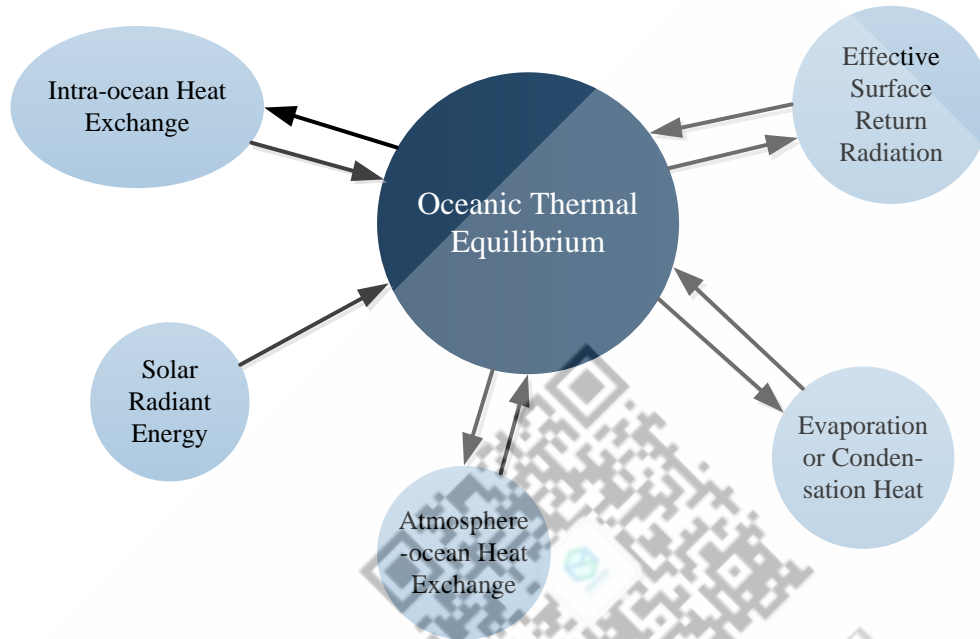 Intra-ocean Heat
Exchange
Effective
Surface
Return
Radiation
Oceanic Thermal
Equilibrium
Solar
Radiant
Energy
Evaporation
or Conden-
sation Heat
Atmosphere
-ocean Heat
Exchange